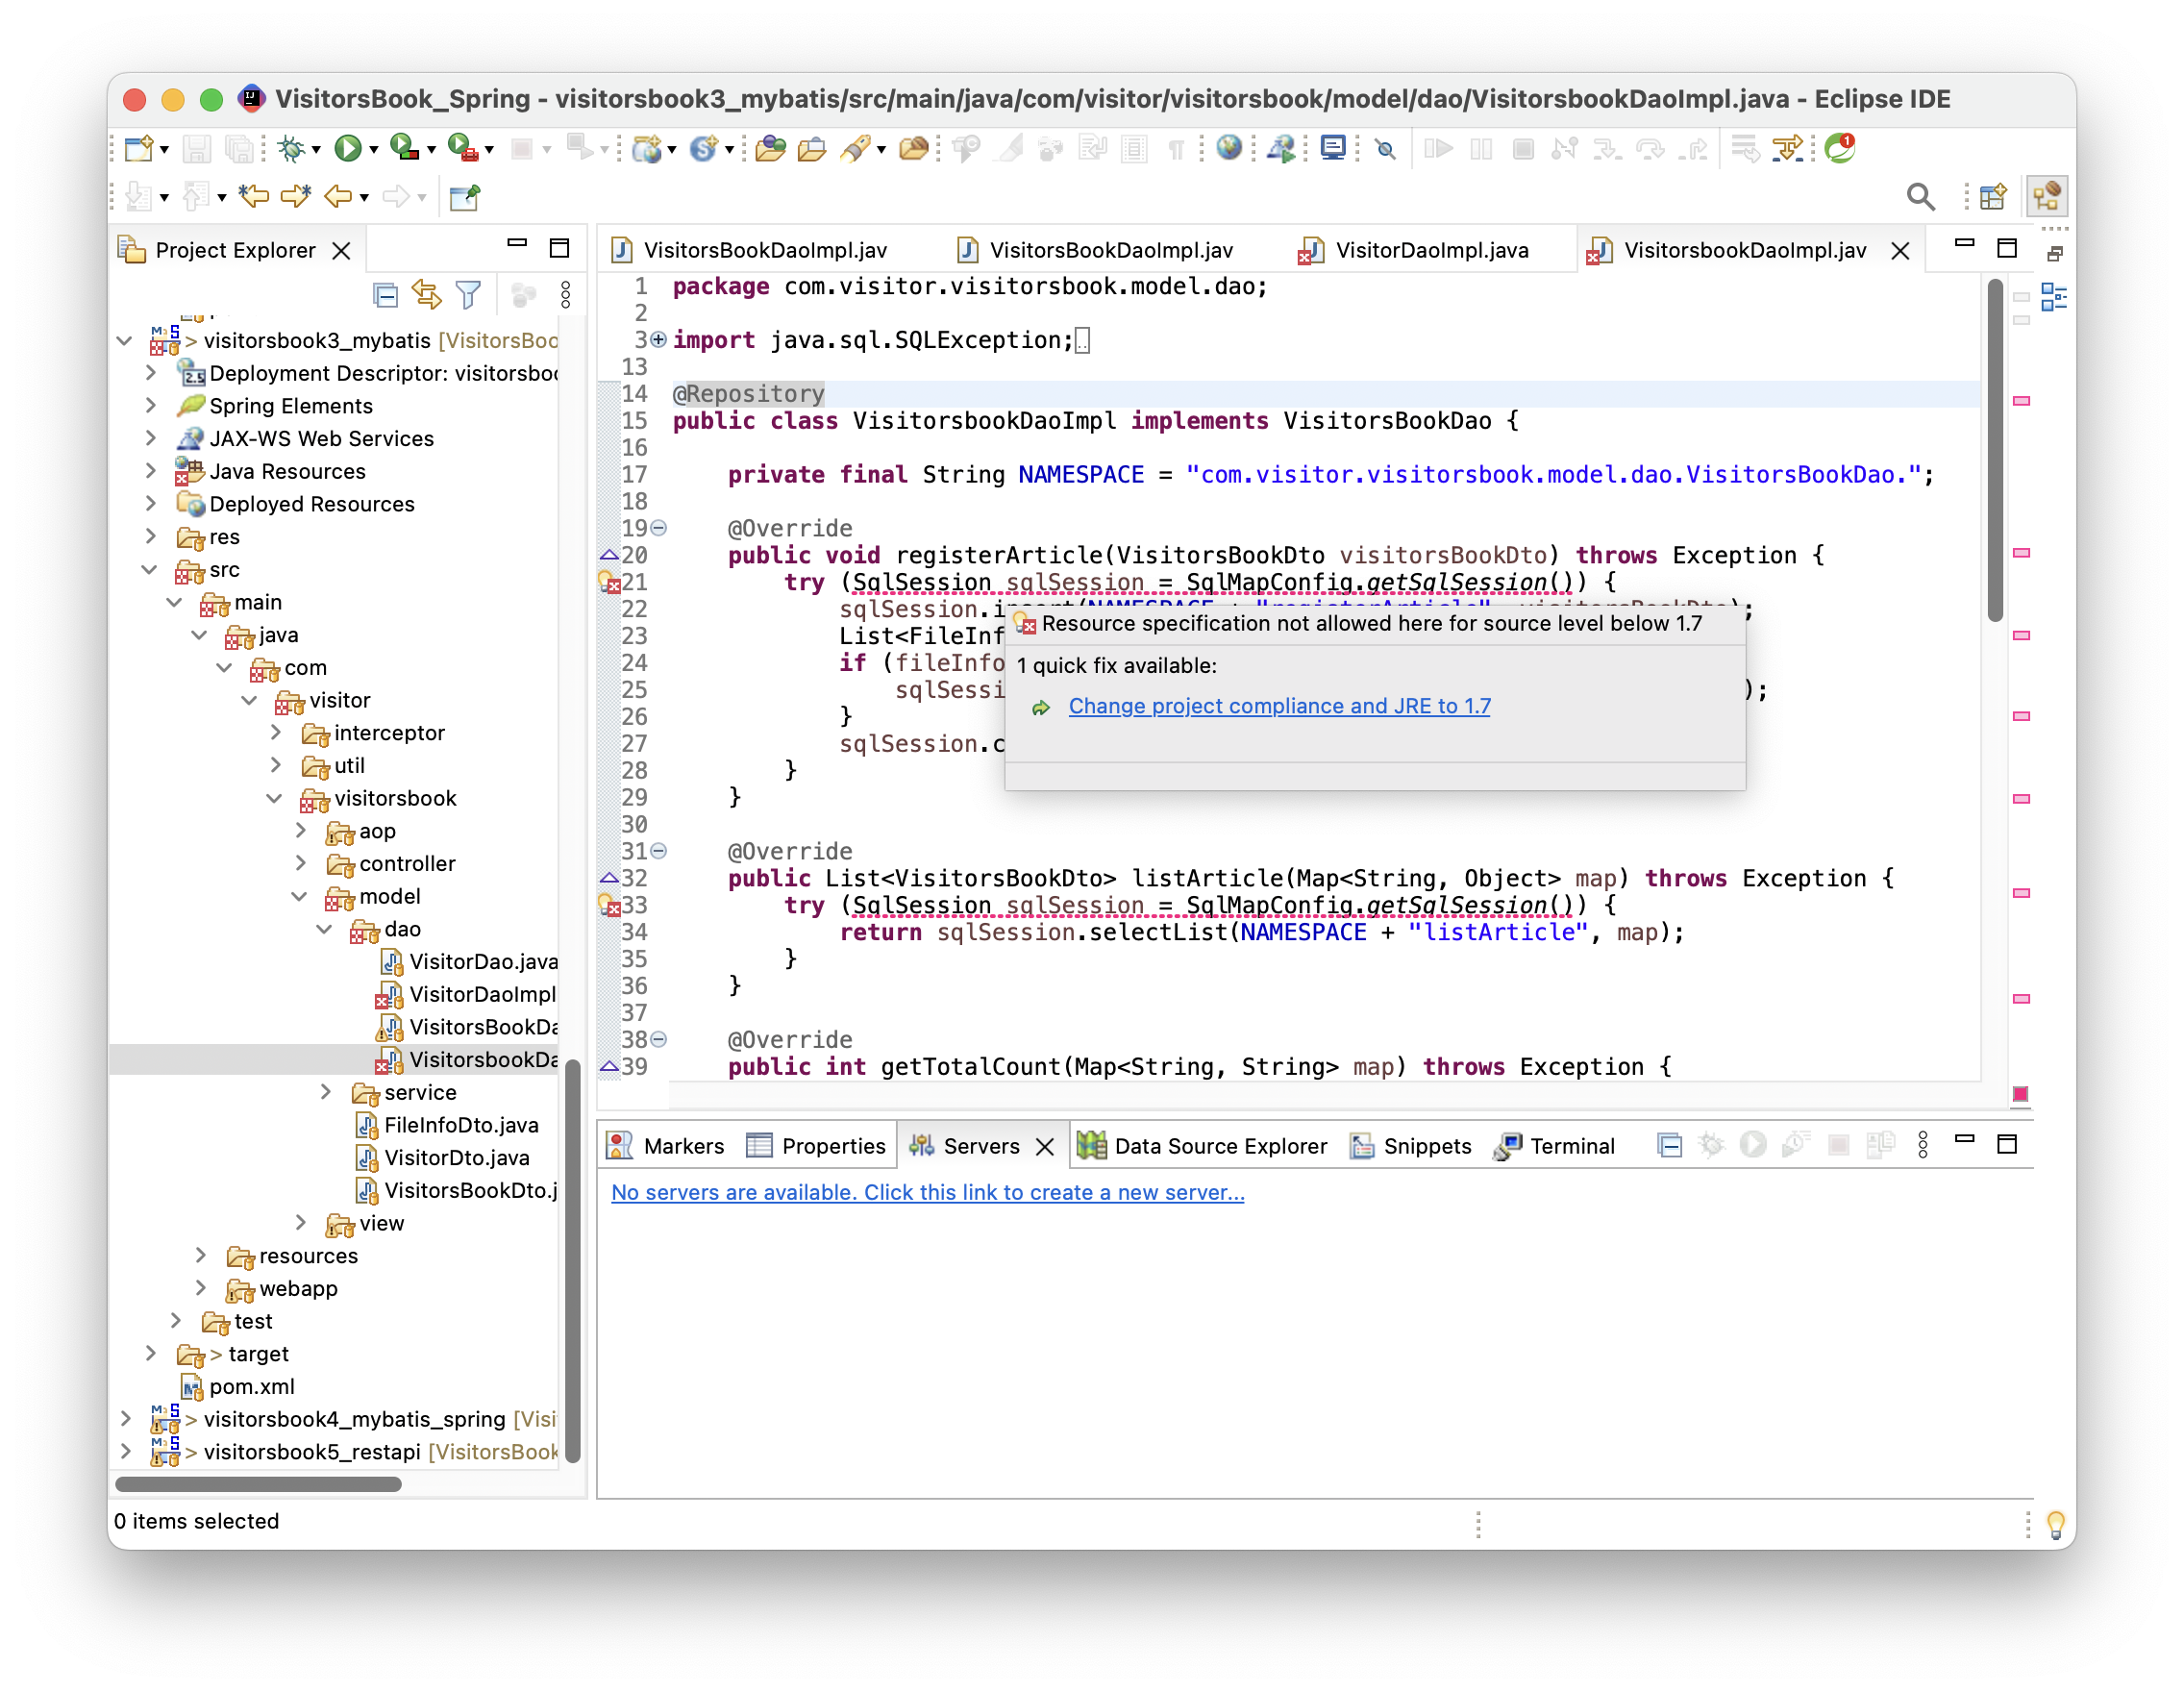 VisitorsBook_Spring - visitorsbook3_mybatis/src/main/java/com/visitor/visitorsbook/model/dao/VisitorsbookDaoImpl.java - Eclipse IDE
Project Explorer
> visitorsbook3_mybatis [VisitorsBoo
Deployment Descriptor: visitorsboo
Spring Elements
JAX-WS Web Services
Java Resources
Deployed Resources
res
src
main
java
com
visitor
interceptor
util
visitorsbook
aop
controller
model
dao
VisitorDao.java
VisitorDaoImpl
VisitorsBookDa
VisitorsbookDa
service
FileInfoDto.java
VisitorDto.java
VisitorsBookDto.j
view
resources
webapp
test
> target
pom.xml
> visitorsbook4_mybatis_spring [Visi
> visitorsbook5_restapi [VisitorsBook
VisitorsBookDaoImpl.jav
VisitorsBookDaoImpl.jav
VisitorDaoImpl.java
VisitorsbookDaoImpl.jav
1 package com.visitor.visitorsbook.model.dao;
2
3 import java.sql.SQLException;
13
14 @Repository
15 public class VisitorsbookDaoImpl implements VisitorsBookDao {
16
17 private final String NAMESPACE = "com.visitor.visitorsbook.model.dao.VisitorsBookDao.";
18
19 @Override
20 public void registerArticle(VisitorsBookDto visitorsBookDto) throws Exception {
21 try (SqlSession sqlSession = SqlMapConfig.getSqlSession()) {
22 sqlSession.insert(NAMESPACE + "registerArticle", visitorsBookDto);
23 List<FileInf
24 if (fileInfo
25 sqlSessi );
26 }
27 sqlSession.c
28 }
29 }
30
31 @Override
32 public List<VisitorsBookDto> listArticle(Map<String, Object> map) throws Exception {
33 try (SqlSession sqlSession = SqlMapConfig.getSqlSession()) {
34 return sqlSession.selectList(NAMESPACE + "listArticle", map);
35 }
36 }
37
38 @Override
39 public int getTotalCount(Map<String, String> map) throws Exception {
Resource specification not allowed here for source level below 1.7
1 quick fix available:
Change project compliance and JRE to 1.7
Markers
Properties
Servers
Data Source Explorer
Snippets
Terminal
No servers are available. Click this link to create a new server...
0 items selected